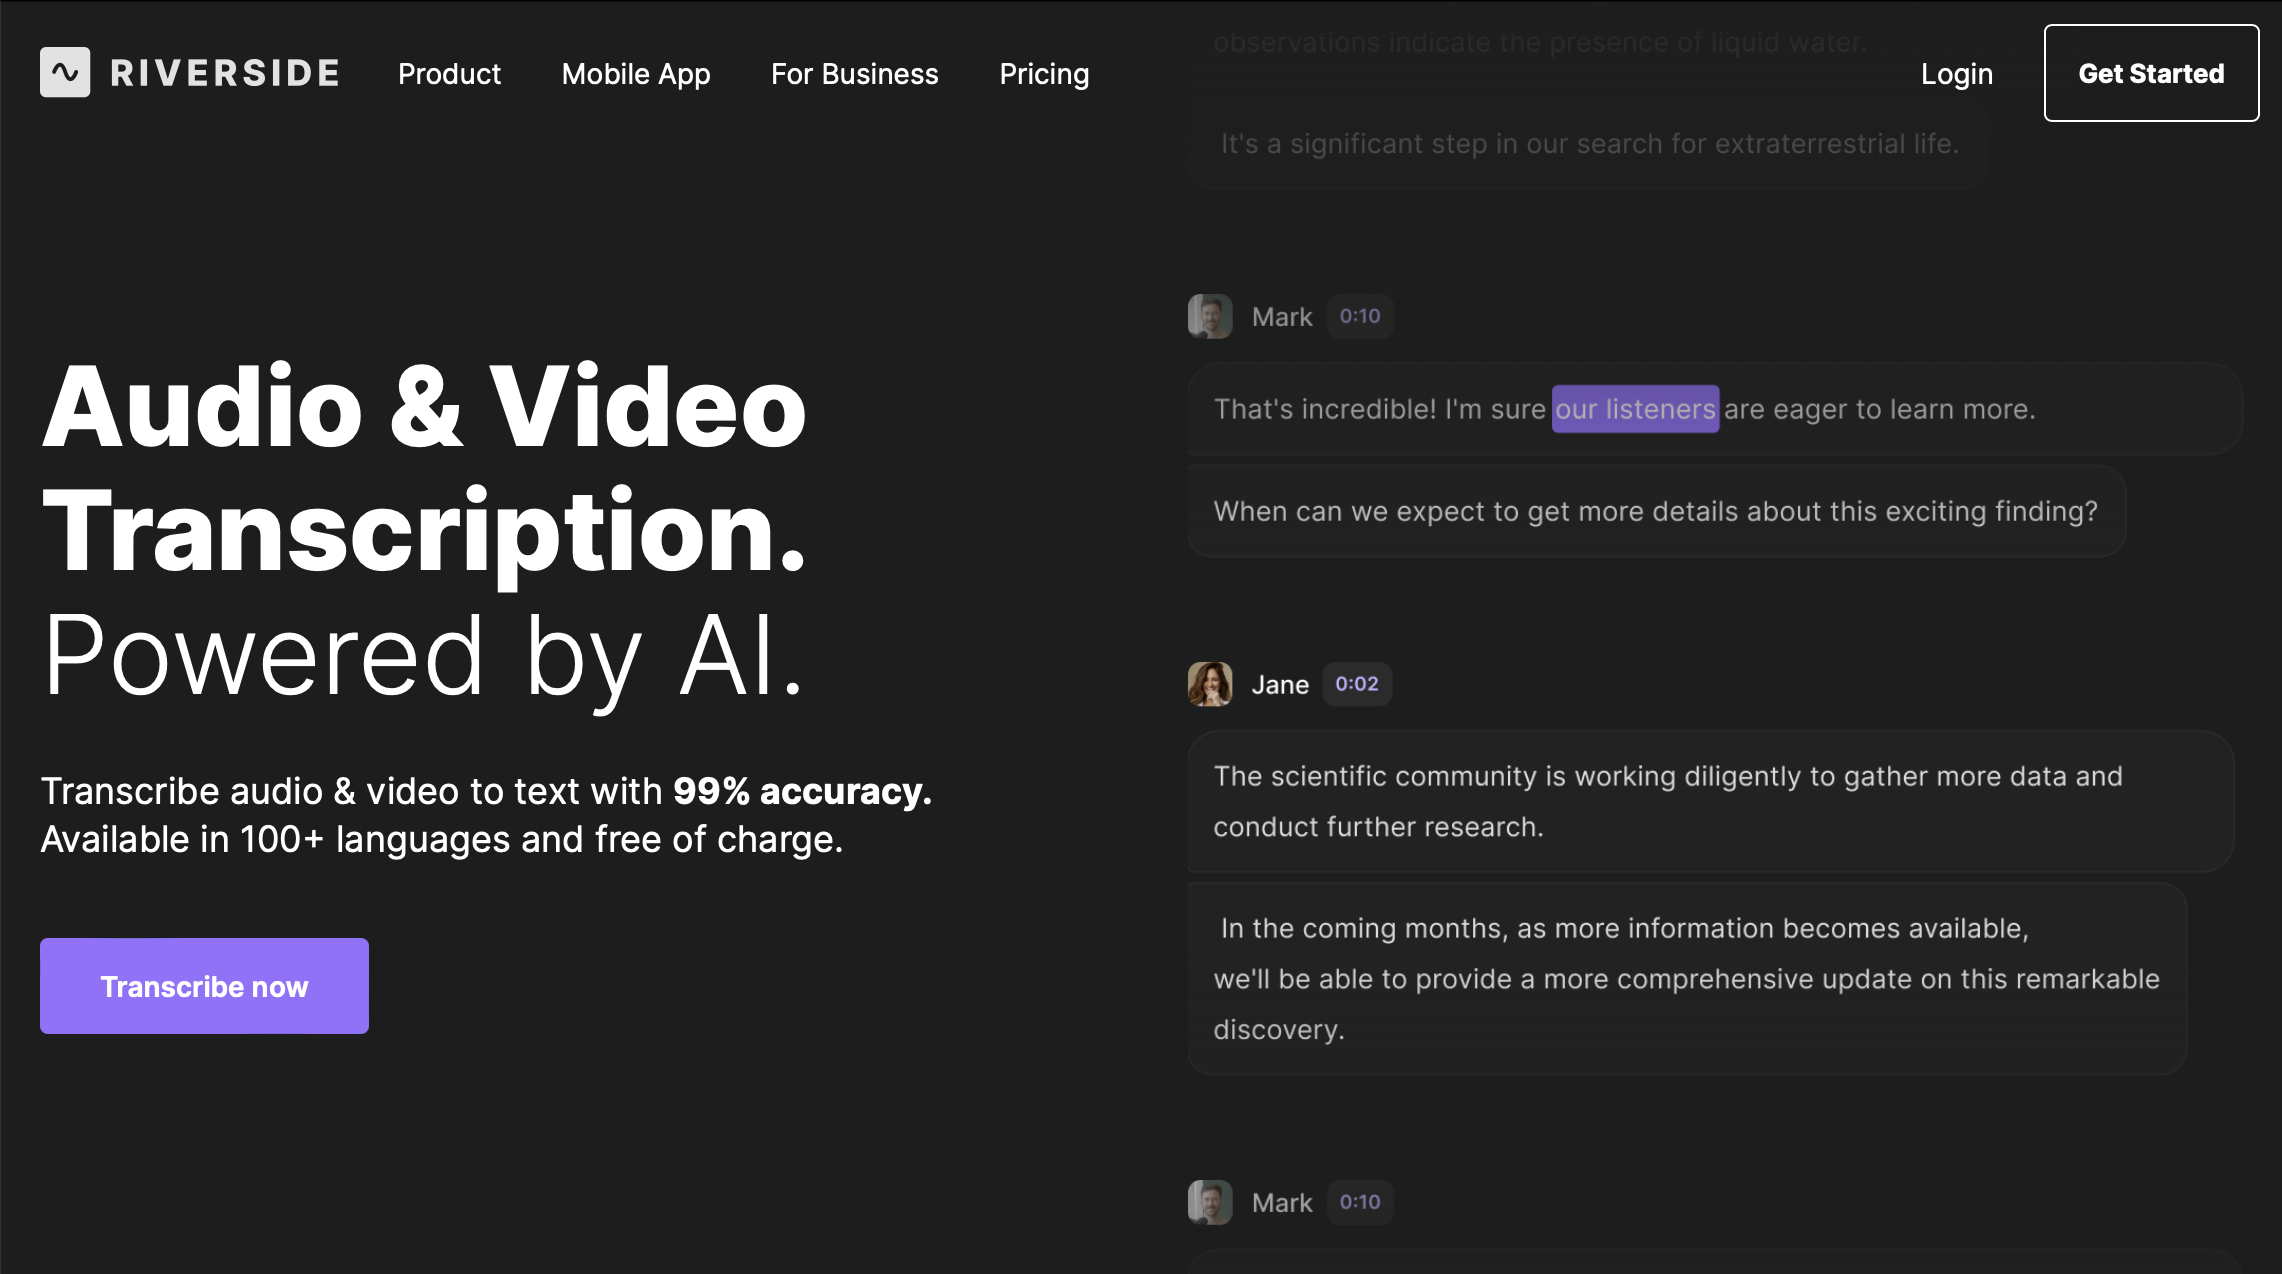 RIVERSIDE
Product
Mobile App
For Business
Pricing
Login
Get Started
Audio & Video
Transcription.
Powered by AI.
Transcribe audio & video to text with 99% accuracy.
Available in 100+ languages and free of charge.
Transcribe now
observations indicate the presence of liquid water.
It's a significant step in our search for extraterrestrial life.
Mark 0:10
That's incredible! I'm sure our listeners are eager to learn more.
When can we expect to get more details about this exciting finding?
Jane 0:02
The scientific community is working diligently to gather more data and
conduct further research.
In the coming months, as more information becomes available,
we'll be able to provide a more comprehensive update on this remarkable
discovery.
Mark 0:10